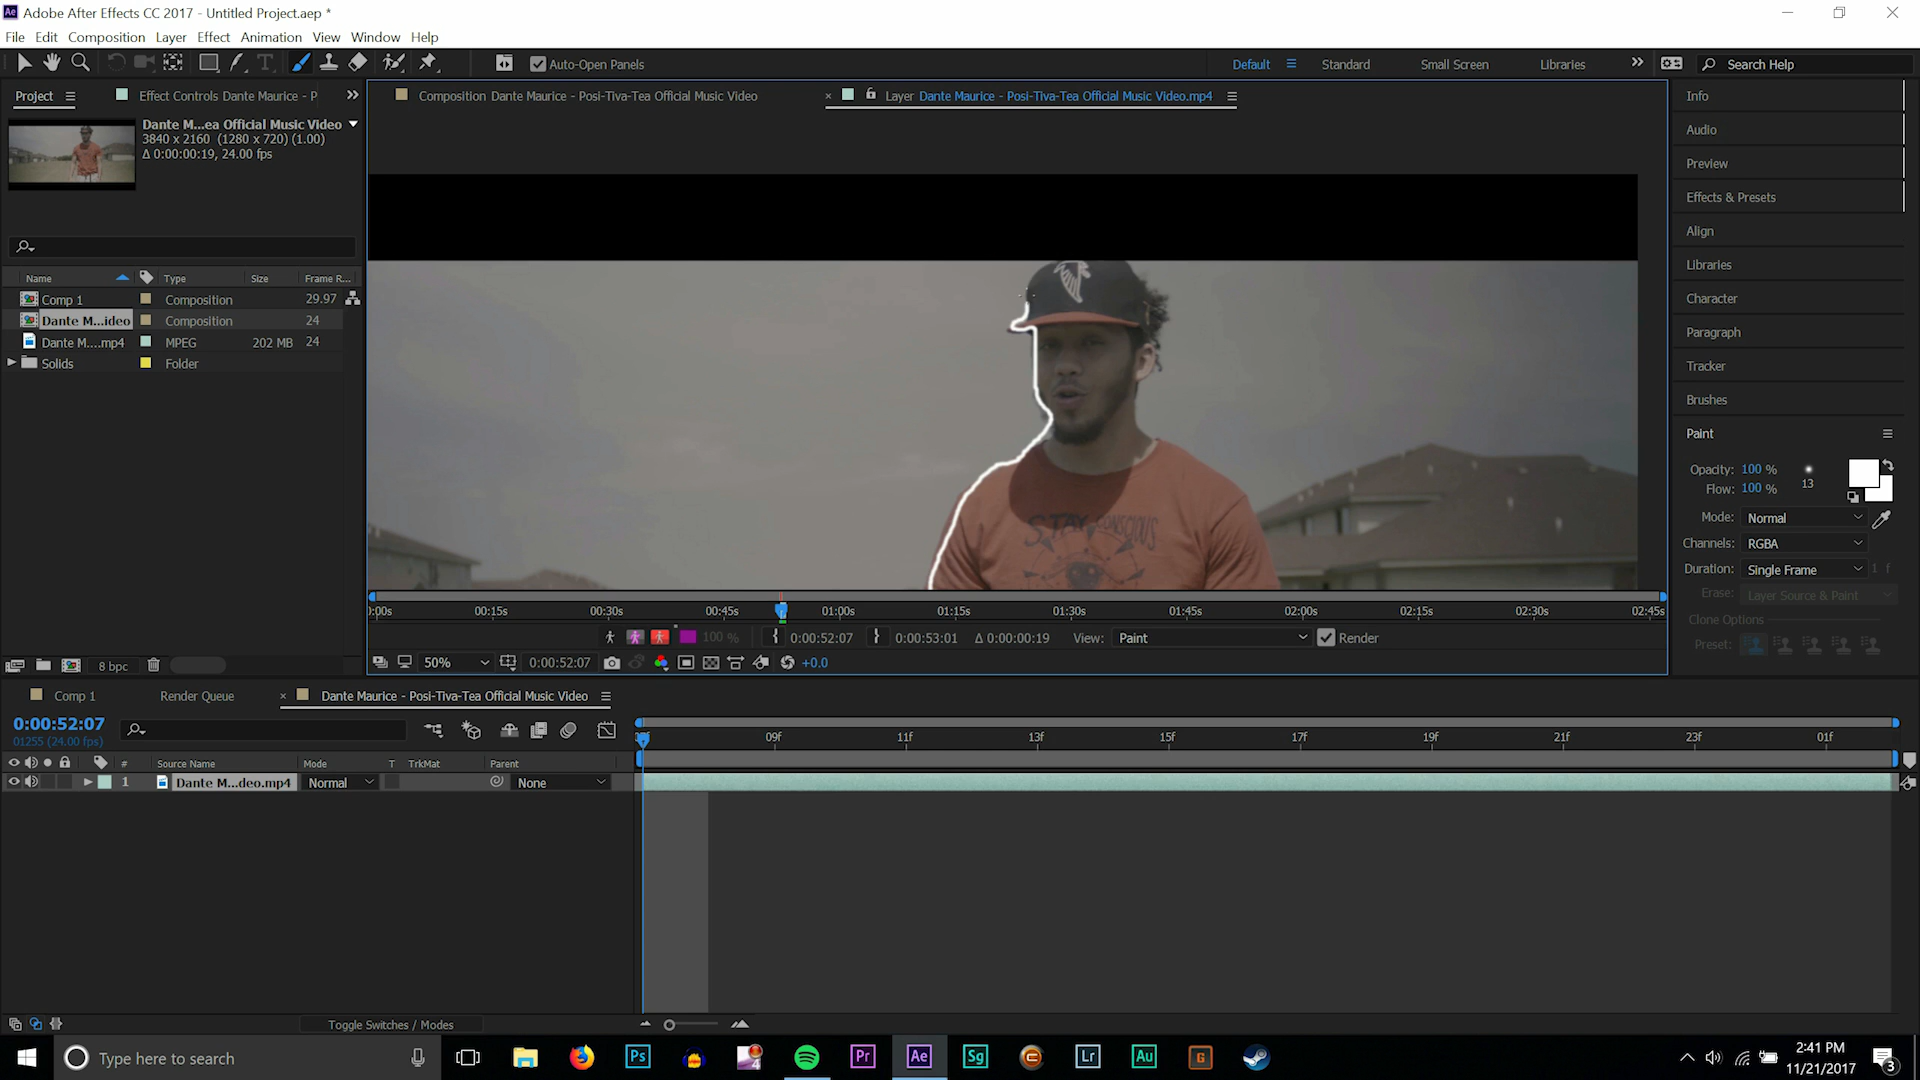 Ae Adobe After Effects CC 2017 - Untitled Project.aep *
File Edit Composition Layer Effect Animation View Window Help
Auto-Open Panels
Default Standard Small Screen Libraries Search Help
Project Effect Controls Dante Maurice - P
Composition Dante Maurice - Posi-Tiva-Tea Official Music Video
Layer Dante Maurice - Posi-Tiva-Tea Official Music Video.mp4
Dante M...ea Official Music Video
3840 x 2160 (1280 x 720) (1.00)
Δ 0:00:00:19, 24.00 fps
Name Type Size Frame R...
Comp 1 Composition 29.97
Dante M...ideo Composition 24
Dante M....mp4 MPEG 202 MB 24
Solids Folder
8 bpc
STAY CONSCIOUS
:00s 00:15s 00:30s 00:45s 01:00s 01:15s 01:30s 01:45s 02:00s 02:15s 02:30s 02:45s
100 % 0:00:52:07 0:00:53:01 Δ 0:00:00:19 View: Paint Render
50% 0:00:52:07 +0.0
Info
Audio
Preview
Effects & Presets
Align
Libraries
Character
Paragraph
Tracker
Brushes
Paint
Opacity: 100 %
Flow: 100 % 13
Mode: Normal
Channels: RGBA
Duration: Single Frame 1 f
Erase: Layer Source & Paint
Clone Options
Preset:
Comp 1 Render Queue Dante Maurice - Posi-Tiva-Tea Official Music Video
0:00:52:07
01255 (24.00 fps)
09f 11f 13f 15f 17f 19f 21f 23f 01f
# Source Name Mode T TrkMat Parent
1 Dante M...deo.mp4 Normal None
Toggle Switches / Modes
Type here to search
Ps 4 Pr Ae Sg Lr Au G
2:41 PM
11/21/2017
3